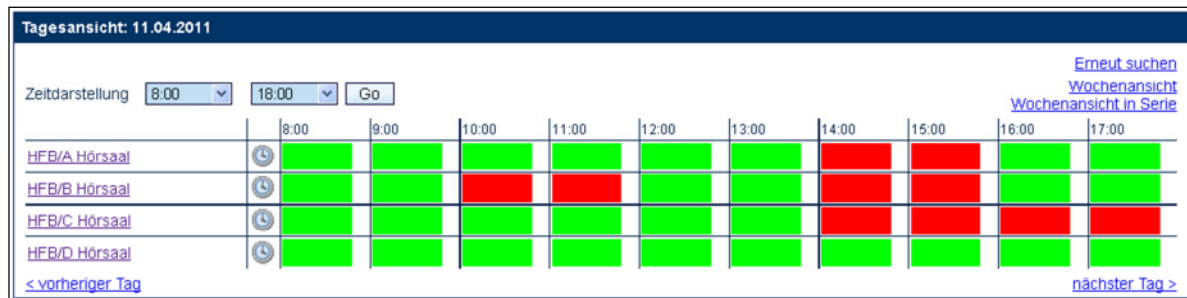 Tagesansicht: 11.04.2011
Erneut suchen
Zeitdarstellung 8:00 18:00 Go Wochenansicht
Wochenansicht in Serie
8:00 9:00 10:00 11:00 12:00 13:00 14:00 15:00 16:00 17:00
HFB/A Hörsaal
HFB/B Hörsaal
HFB/C Hörsaal
HFB/D Hörsaal
< vorheriger Tag nächster Tag >